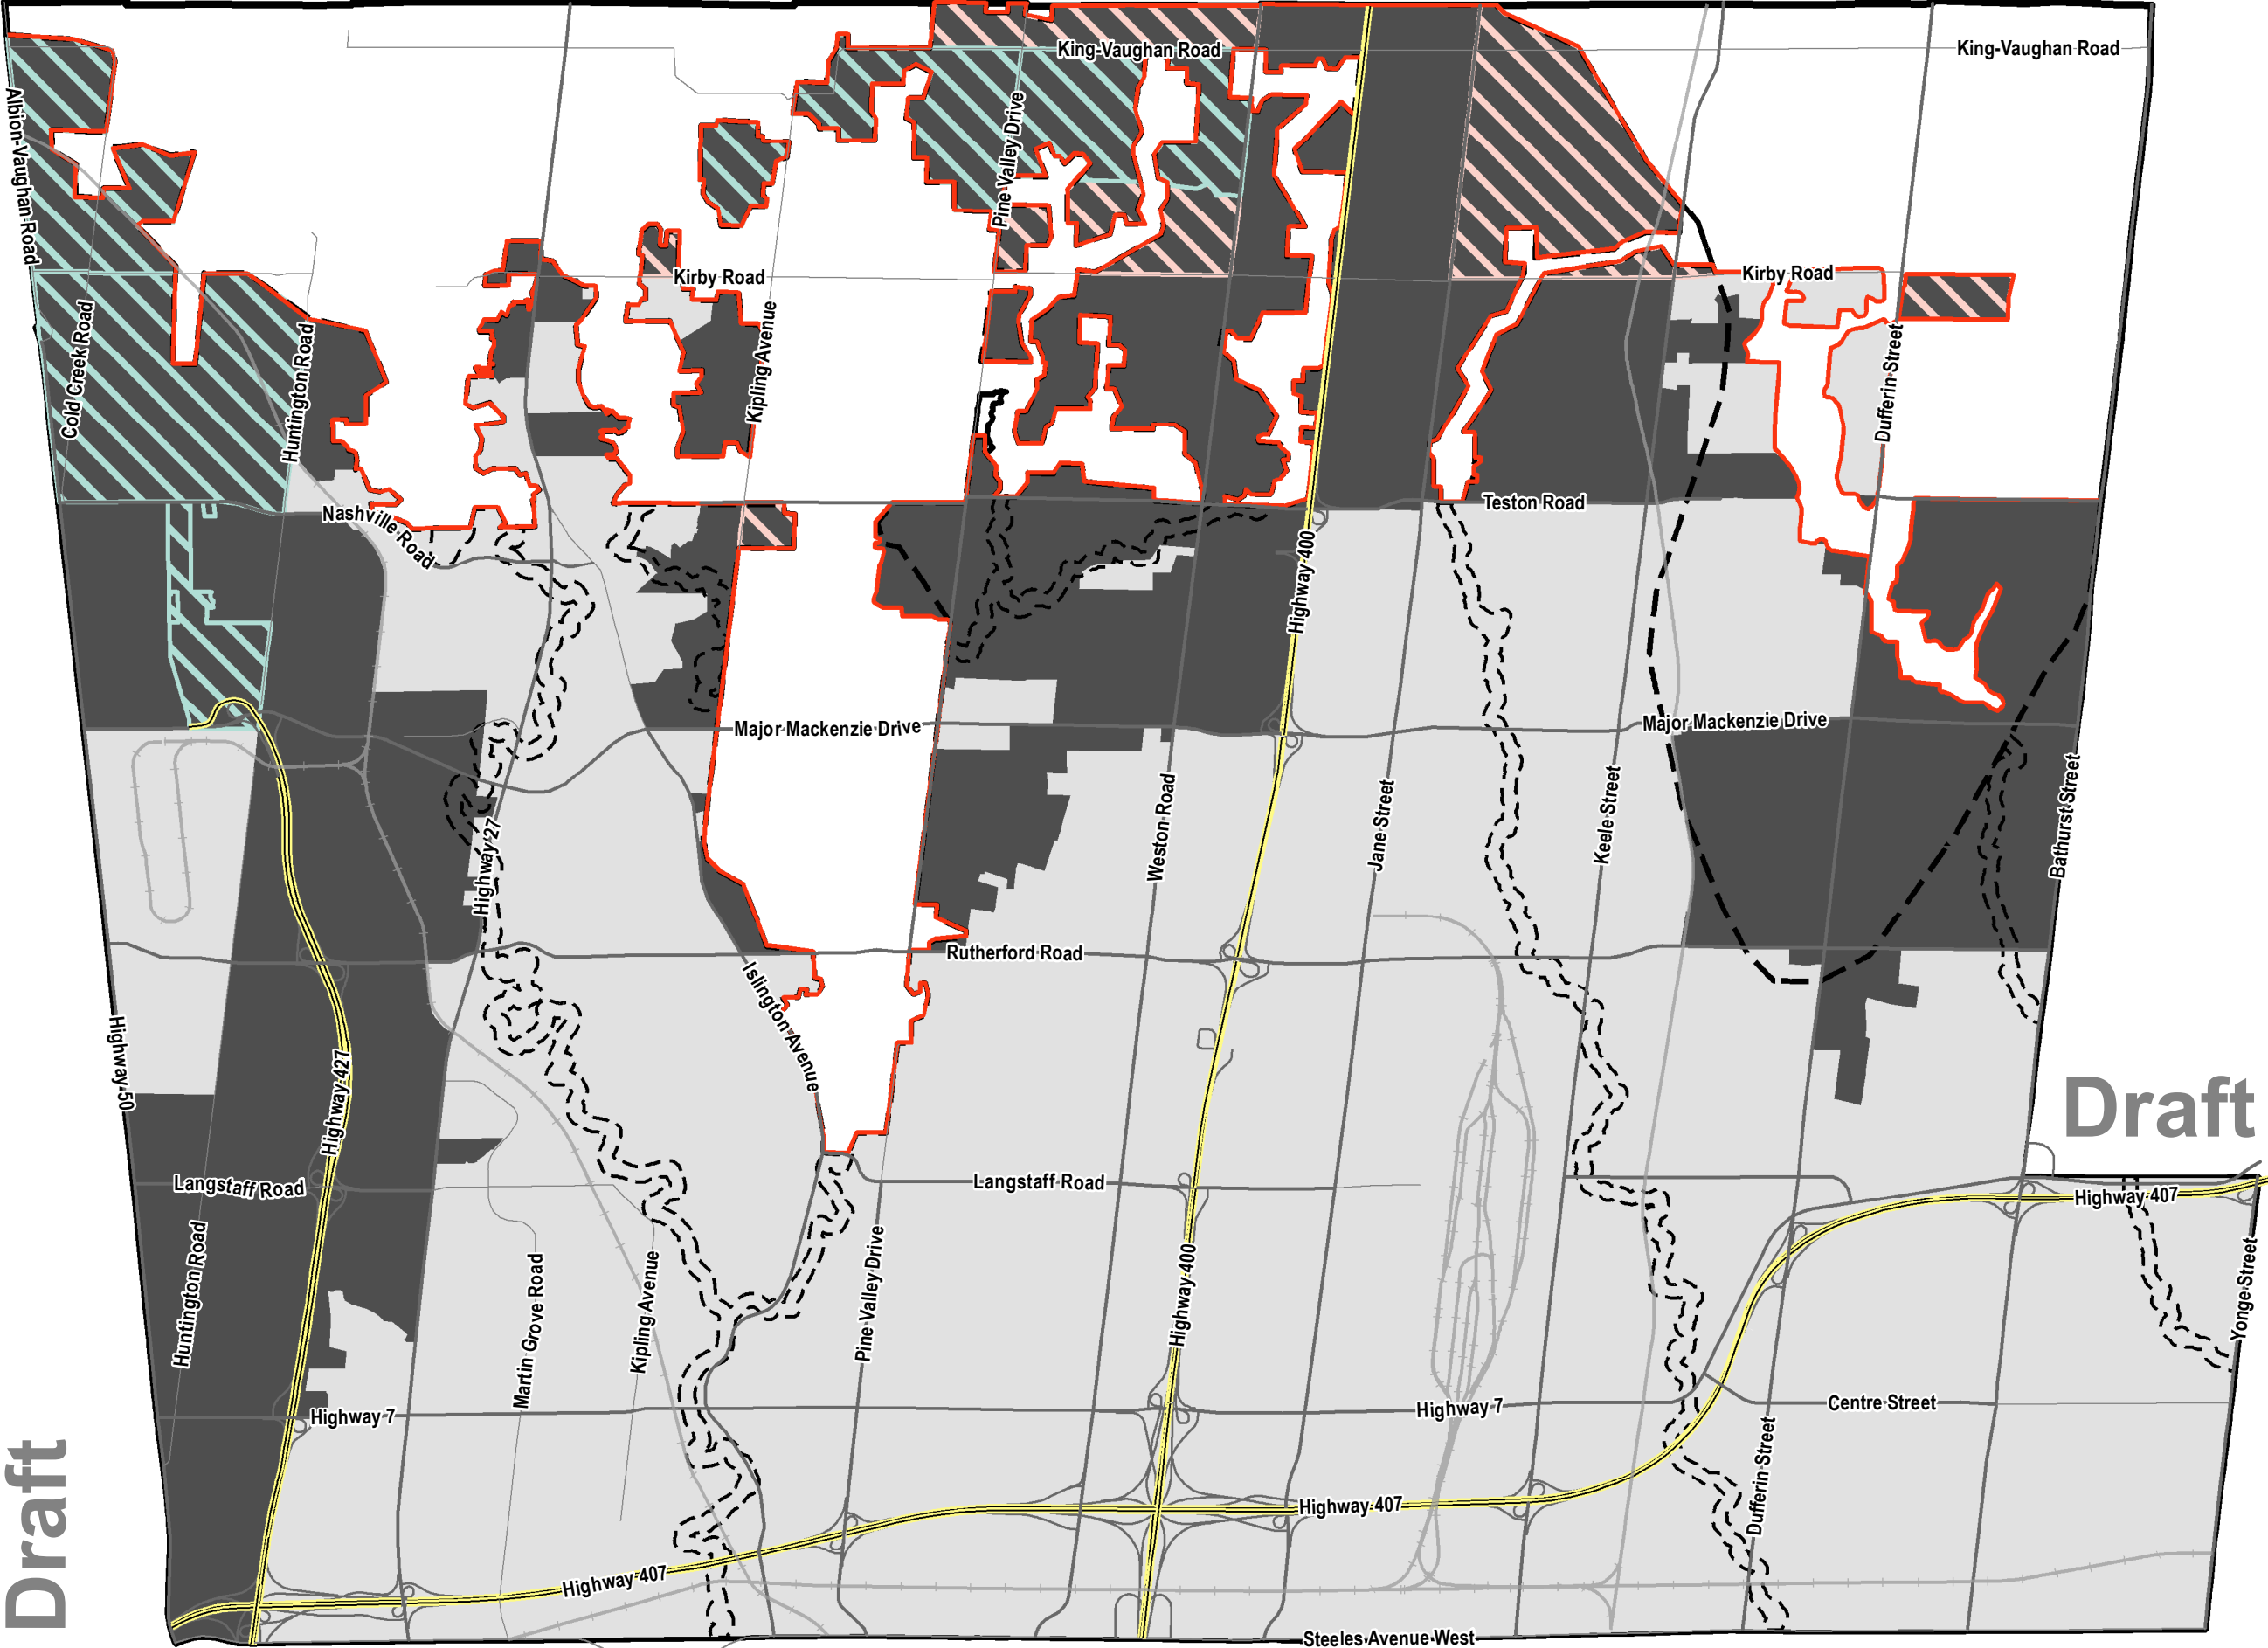 King-Vaughan Road
King-Vaughan Road
Albion-Vaughan Road
Pine Valley Drive
Kirby Road
Kirby Road
Cold Creek Road
Huntington Road
Kipling Avenue
Dufferin Street
Teston Road
Nashville Road
Highway 400
Major Mackenzie Drive
Major Mackenzie Drive
Highway 27
Weston Road
Jane Street
Keele Street
Bathurst Street
Rutherford Road
Islington Avenue
Highway 50
Highway 427
Draft
Langstaff Road
Langstaff Road
Highway 407
Huntington Road
Martin Grove Road
Kipling Avenue
Pine Valley Drive
Highway 400
Yonge Street
Highway 7
Highway 7
Centre Street
Dufferin Street
Draft
Highway 407
Highway 407
Steeles Avenue West